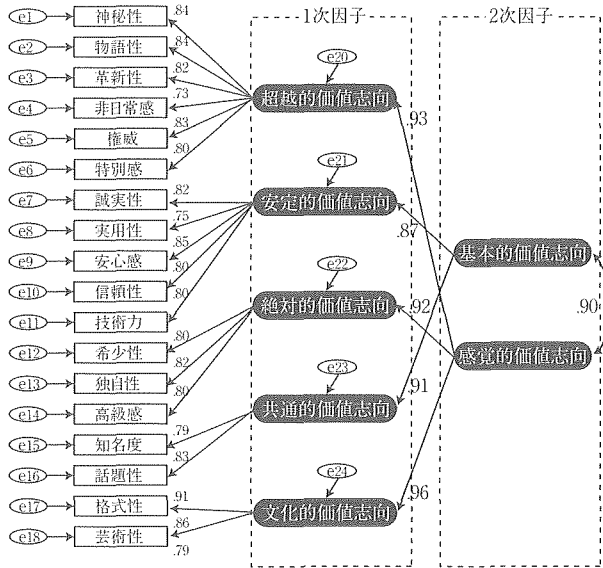 1次因子
2次因子
e1 神秘性 .84
e2 物語性 .84
e3 革新性 .82
e4 非日常感 .73
e5 権威 .83
e6 特別感 .80
e7 誠実性 .82
e8 実用性 .75
e9 安心感 .85
e10 信頼性 .80
e11 技術力 .80
e12 希少性 .80
e13 独自性 .82
e14 高級感 .80
e15 知名度 .79
e16 話題性 .83
e17 格式性 .91
e18 芸術性 .86
.79
e20
超越的価値志向
e21
安定的価値志向
e22
絶対的価値志向
e23
共通的価値志向
e24
文化的価値志向
.93
.87
.92
.91
.96
基本的価値志向
感覚的価値志向
.90